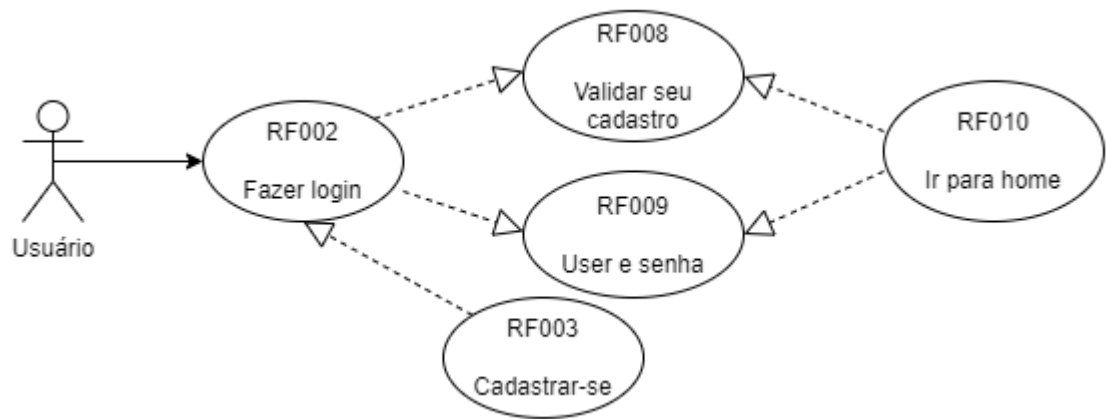 RF008
Validar seu
cadastro
RF002
Fazer login
RF010
Ir para home
RF009
User e senha
Usuário
RF003
Cadastrar-se